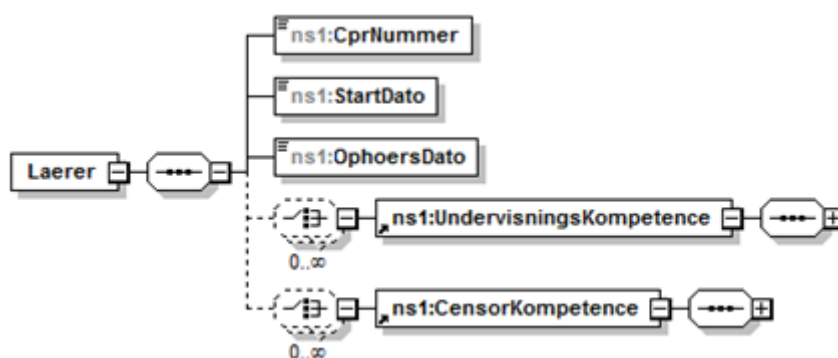 ns1:CprNummer
ns1:StartDato
ns1:OphoersDato
Laerer
ns1:UndervisningsKompetence
0..∞
ns1:CensorKompetence
0..∞